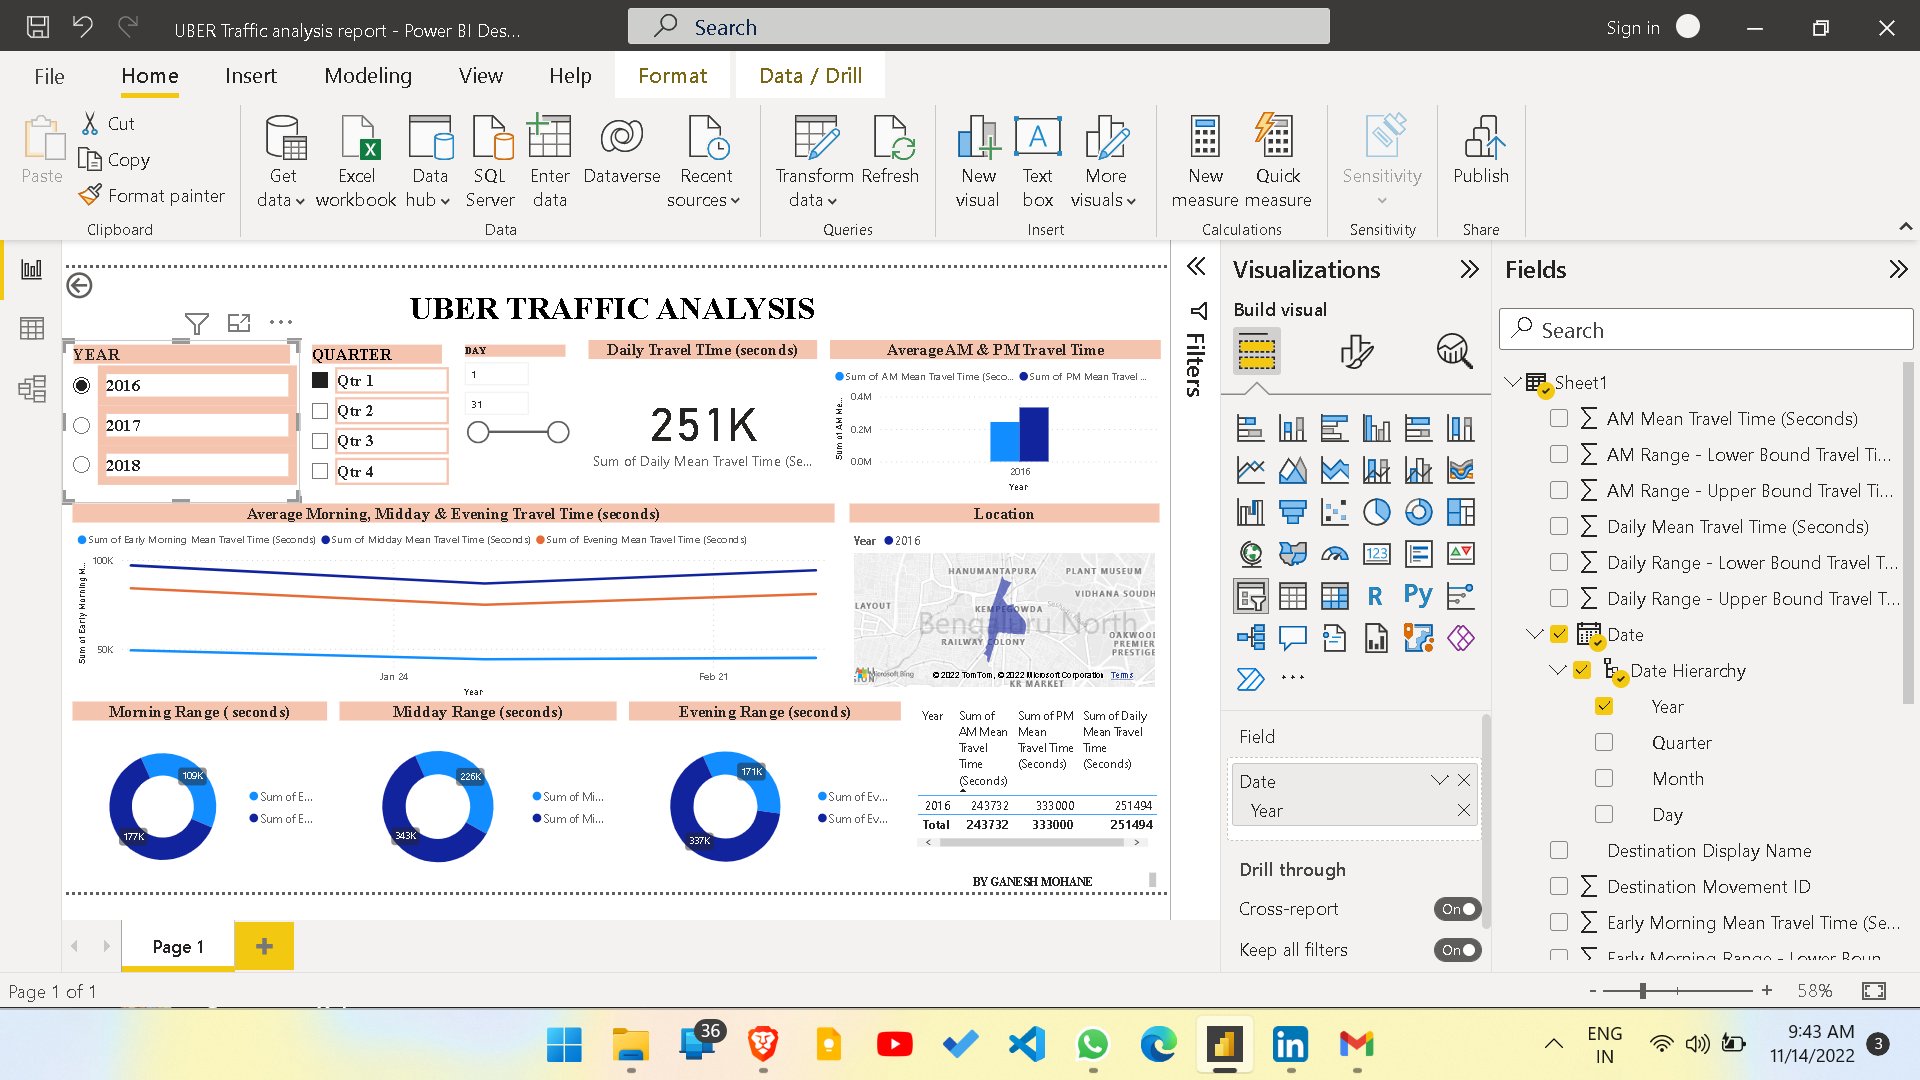 UBER Traffic analysis report - Power BI Des...
Search
Sign in
File
Home
Insert
Modeling
View
Help
Format
Data / Drill
Paste
Cut
Copy
Format painter
Clipboard
Get data
Excel workbook
Data hub
SQL Server
Enter data
Dataverse
Recent sources
Data
Transform data
Refresh
Queries
New visual
Text box
More visuals
Insert
New measure
Quick measure
Calculations
Sensitivity
Sensitivity
Publish
Share
UBER TRAFFIC ANALYSIS
YEAR
2016
2017
2018
QUARTER
Qtr 1
Qtr 2
Qtr 3
Qtr 4
DAY
1
31
Daily Travel TIme (seconds)
251K
Sum of Daily Mean Travel Time (Se...
Average AM & PM Travel Time
Sum of AM Mean Travel Time (Seco...
Sum of PM Mean Travel ...
Sum of AM Me...
0.4M
0.2M
0.0M
2016
Year
Average Morning, Midday & Evening Travel Time (seconds)
Sum of Early Morning Mean Travel Time (Seconds)
Sum of Midday Mean Travel Time (Seconds)
Sum of Evening Mean Travel Time (Seconds)
Sum of Early Morning M...
100K
50K
Jan 24
Feb 21
Year
Location
Year
2016
HANUMANTAPURA
PLANT MUSEUM
VIDHANA SOUDH
LAYOUT
KEMPEGOWDA
Bengaluru North
RAILWAY COLONY
OAKWOOD
PREMIER
PRESTIGE
KR MARKET
Microsoft Bing
© 2022 TomTom, © 2022 Microsoft Corporation
Terms
Morning Range ( seconds)
109K
177K
Sum of E...
Sum of E...
Midday Range (seconds)
226K
343K
Sum of Mi...
Sum of Mi...
Evening Range (seconds)
171K
337K
Sum of Ev...
Sum of Ev...
Year
Sum of AM Mean Travel Time (Seconds)
Sum of PM Mean Travel Time (Seconds)
Sum of Daily Mean Travel Time (Seconds)
2016 243732 333000 251494
Total 243732 333000 251494
BY GANESH MOHANE
Filters
Visualizations
Build visual
123
R
Py
Field
Date
Year
Drill through
Cross-report
On
Keep all filters
On
Fields
Search
Sheet1
AM Mean Travel Time (Seconds)
AM Range - Lower Bound Travel Ti...
AM Range - Upper Bound Travel Ti...
Daily Mean Travel Time (Seconds)
Daily Range - Lower Bound Travel T...
Daily Range - Upper Bound Travel T...
Date
Date Hierarchy
Year
Quarter
Month
Day
Destination Display Name
Destination Movement ID
Early Morning Mean Travel Time (Se...
Early Morning Range - Lower Boun...
Page 1
Page 1 of 1
58%
36
ENG
IN
9:43 AM
11/14/2022
3